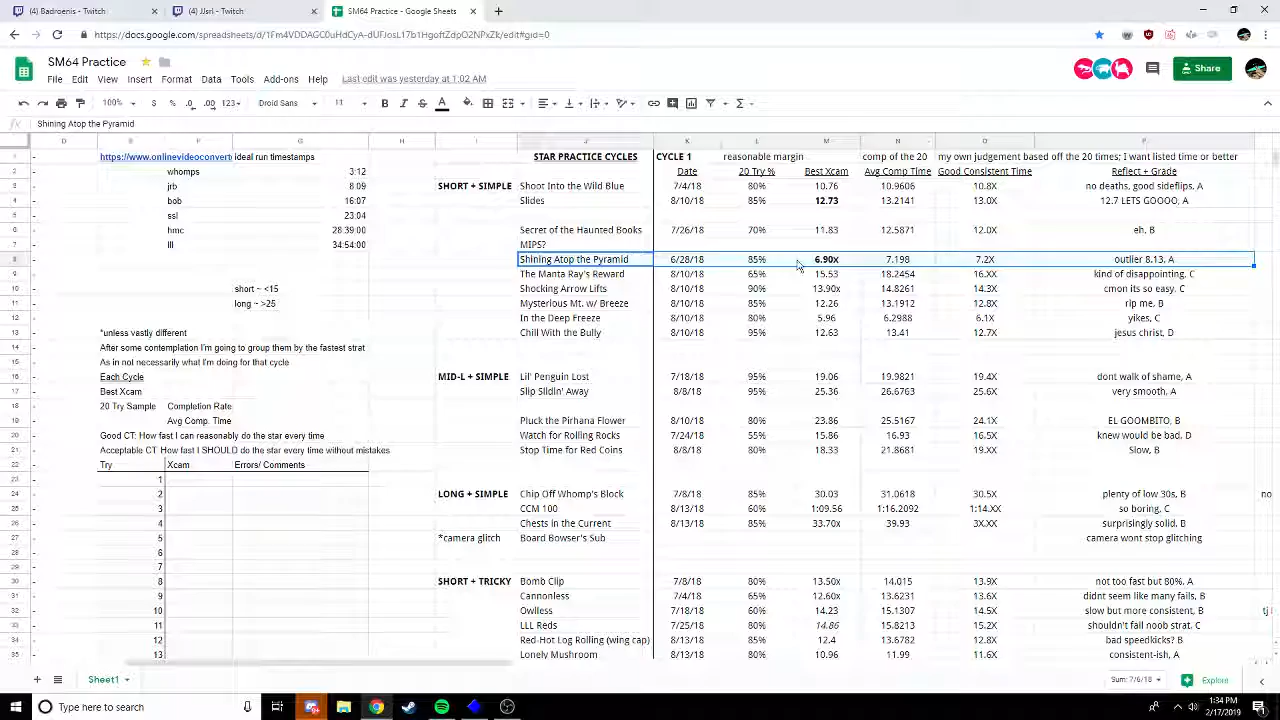 (4) Badroenis - Twitch
(4) JJsrl - Twitch
SM64 Practice - Google Sheets
https://docs.google.com/spreadsheets/d/1Fm4VDDAGC0uHdCyA-dUFJosL17b1HgoftZdpO2NPxZk/edit#gid=0
SM64 Practice
File Edit View Insert Format Data Tools Add-ons Help Last edit was yesterday at 1:02 AM
Share
100% $ % .0 .00 123 Droid Sans 11 B I S A
fx Shining Atop the Pyramid
D E F G H I J K L M N O P
https://www.onlinevideoconvert ideal run timestamps STAR PRACTICE CYCLES CYCLE 1 reasonable margin comp of the 20 my own judgement based off the 20 times; I want listed time or better
whomps 3:12 Date 20 Try % Best Xcam Avg Comp Time Good Consistent Time Reflect + Grade
jrb 8:09 SHORT + SIMPLE Shoot Into the Wild Blue 7/4/18 80% 10.76 10.9606 10.8X no deaths, good sideflips, A
bob 16:07 Slides 8/10/18 85% 12.73 13.2141 13.0X 12.7 LETS GOOOO, A
ssl 23:04
hmc 28:39:00 Secret of the Haunted Books 7/26/18 70% 11.83 12.5871 12.0X eh. B
lll 34:54:00 MIPS?
Shining Atop the Pyramid 6/28/18 85% 6.90x 7.198 7.2X outlier 8.13, A
The Manta Ray's Reward 8/10/18 65% 15.53 18.2454 16.XX kind of disappointing, C
short ~ <15 Shocking Arrow Lifts 8/10/18 90% 13.90x 14.8261 14.3X cmon its so easy. C
long ~ >25 Mysterious Mt. w/ Breeze 8/10/18 85% 12.26 13.1912 12.8X rip me, B
In the Deep Freeze 8/10/18 80% 5.96 6.2988 6.1X yikes, C
*unless vastly different Chill With the Bully 8/10/18 95% 12.63 13.41 12.7X jesus christ, D
After some contemplation I'm going to group them by the fastest strat
As in not necessarily what I'm doing for that cycle
Each Cycle MID-L + SIMPLE Lil' Penguin Lost 7/18/18 95% 19.06 19.9821 19.4X dont walk of shame, A
Best Xcam Slip Slidin' Away 8/8/18 95% 25.36 26.6763 25.6X very smooth, A
20 Try Sample Completion Rate
Avg Comp. Time Pluck the Pirhana Flower 8/10/18 80% 23.86 25.5167 24.1X EL GOOMBITO, B
Good CT: How fast I can reasonably do the star every time Watch for Rolling Rocks 7/24/18 55% 15.86 16.93 16.5X knew would be bad, D
Acceptable CT: How fast I SHOULD do the star every time without mistakes Stop Time for Red Coins 8/8/18 80% 18.33 21.8681 19.XX Slow, B
Try Xcam Errors/ Comments
1
2 LONG + SIMPLE Chip Off Whomp's Block 7/8/18 85% 30.03 31.0618 30.5X plenty of low 30s, B no
3 CCM 100 8/13/18 60% 1:09.56 1:16.2092 1:14.XX so boring, C
4 Chests in the Current 8/13/18 85% 33.70x 39.93 3X.XX surprisingly solid, B
5 *camera glitch Board Bowser's Sub camera wont stop glitching
6
7
8 SHORT + TRICKY Bomb Clip 7/8/18 80% 13.50x 14.015 13.9X not too fast but 80%, A
9 Cannonless 7/4/18 65% 12.60x 13.6231 13.6X didnt seem like many fails, B
10 Owlless 7/18/18 60% 14.23 15.1307 14.5X slow but more consistent, B
11 LLL Reds 7/25/18 80% 14.86 15.8213 15.2X shouldn't fail noob strat, C
12 Red-Hot Log Rolling (wing cap) 8/13/18 85% 12.4 13.6782 12.8X bad speedkicks? B
13 Lonely Mushroom 8/13/18 80% 10.96 11.99 11.6X consistent-ish, A
Sheet1 Sum: 7/6/18 Explore
Type here to search
1:34 PM
2/17/2019